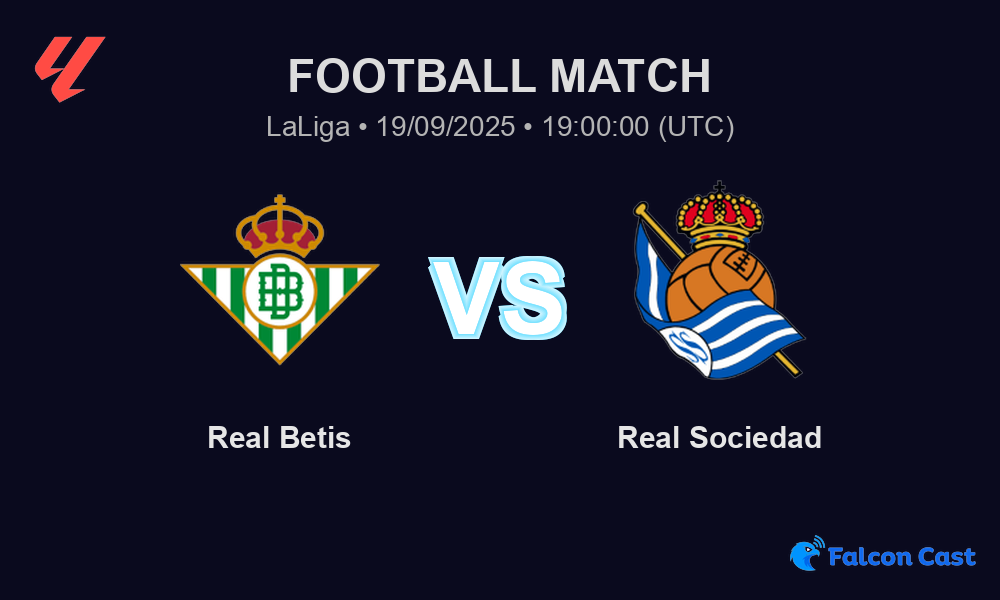 FOOTBALL MATCH
LaLiga • 19/09/2025 • 19:00:00 (UTC)
VS
Real Betis
Real Sociedad
Falcon Cast